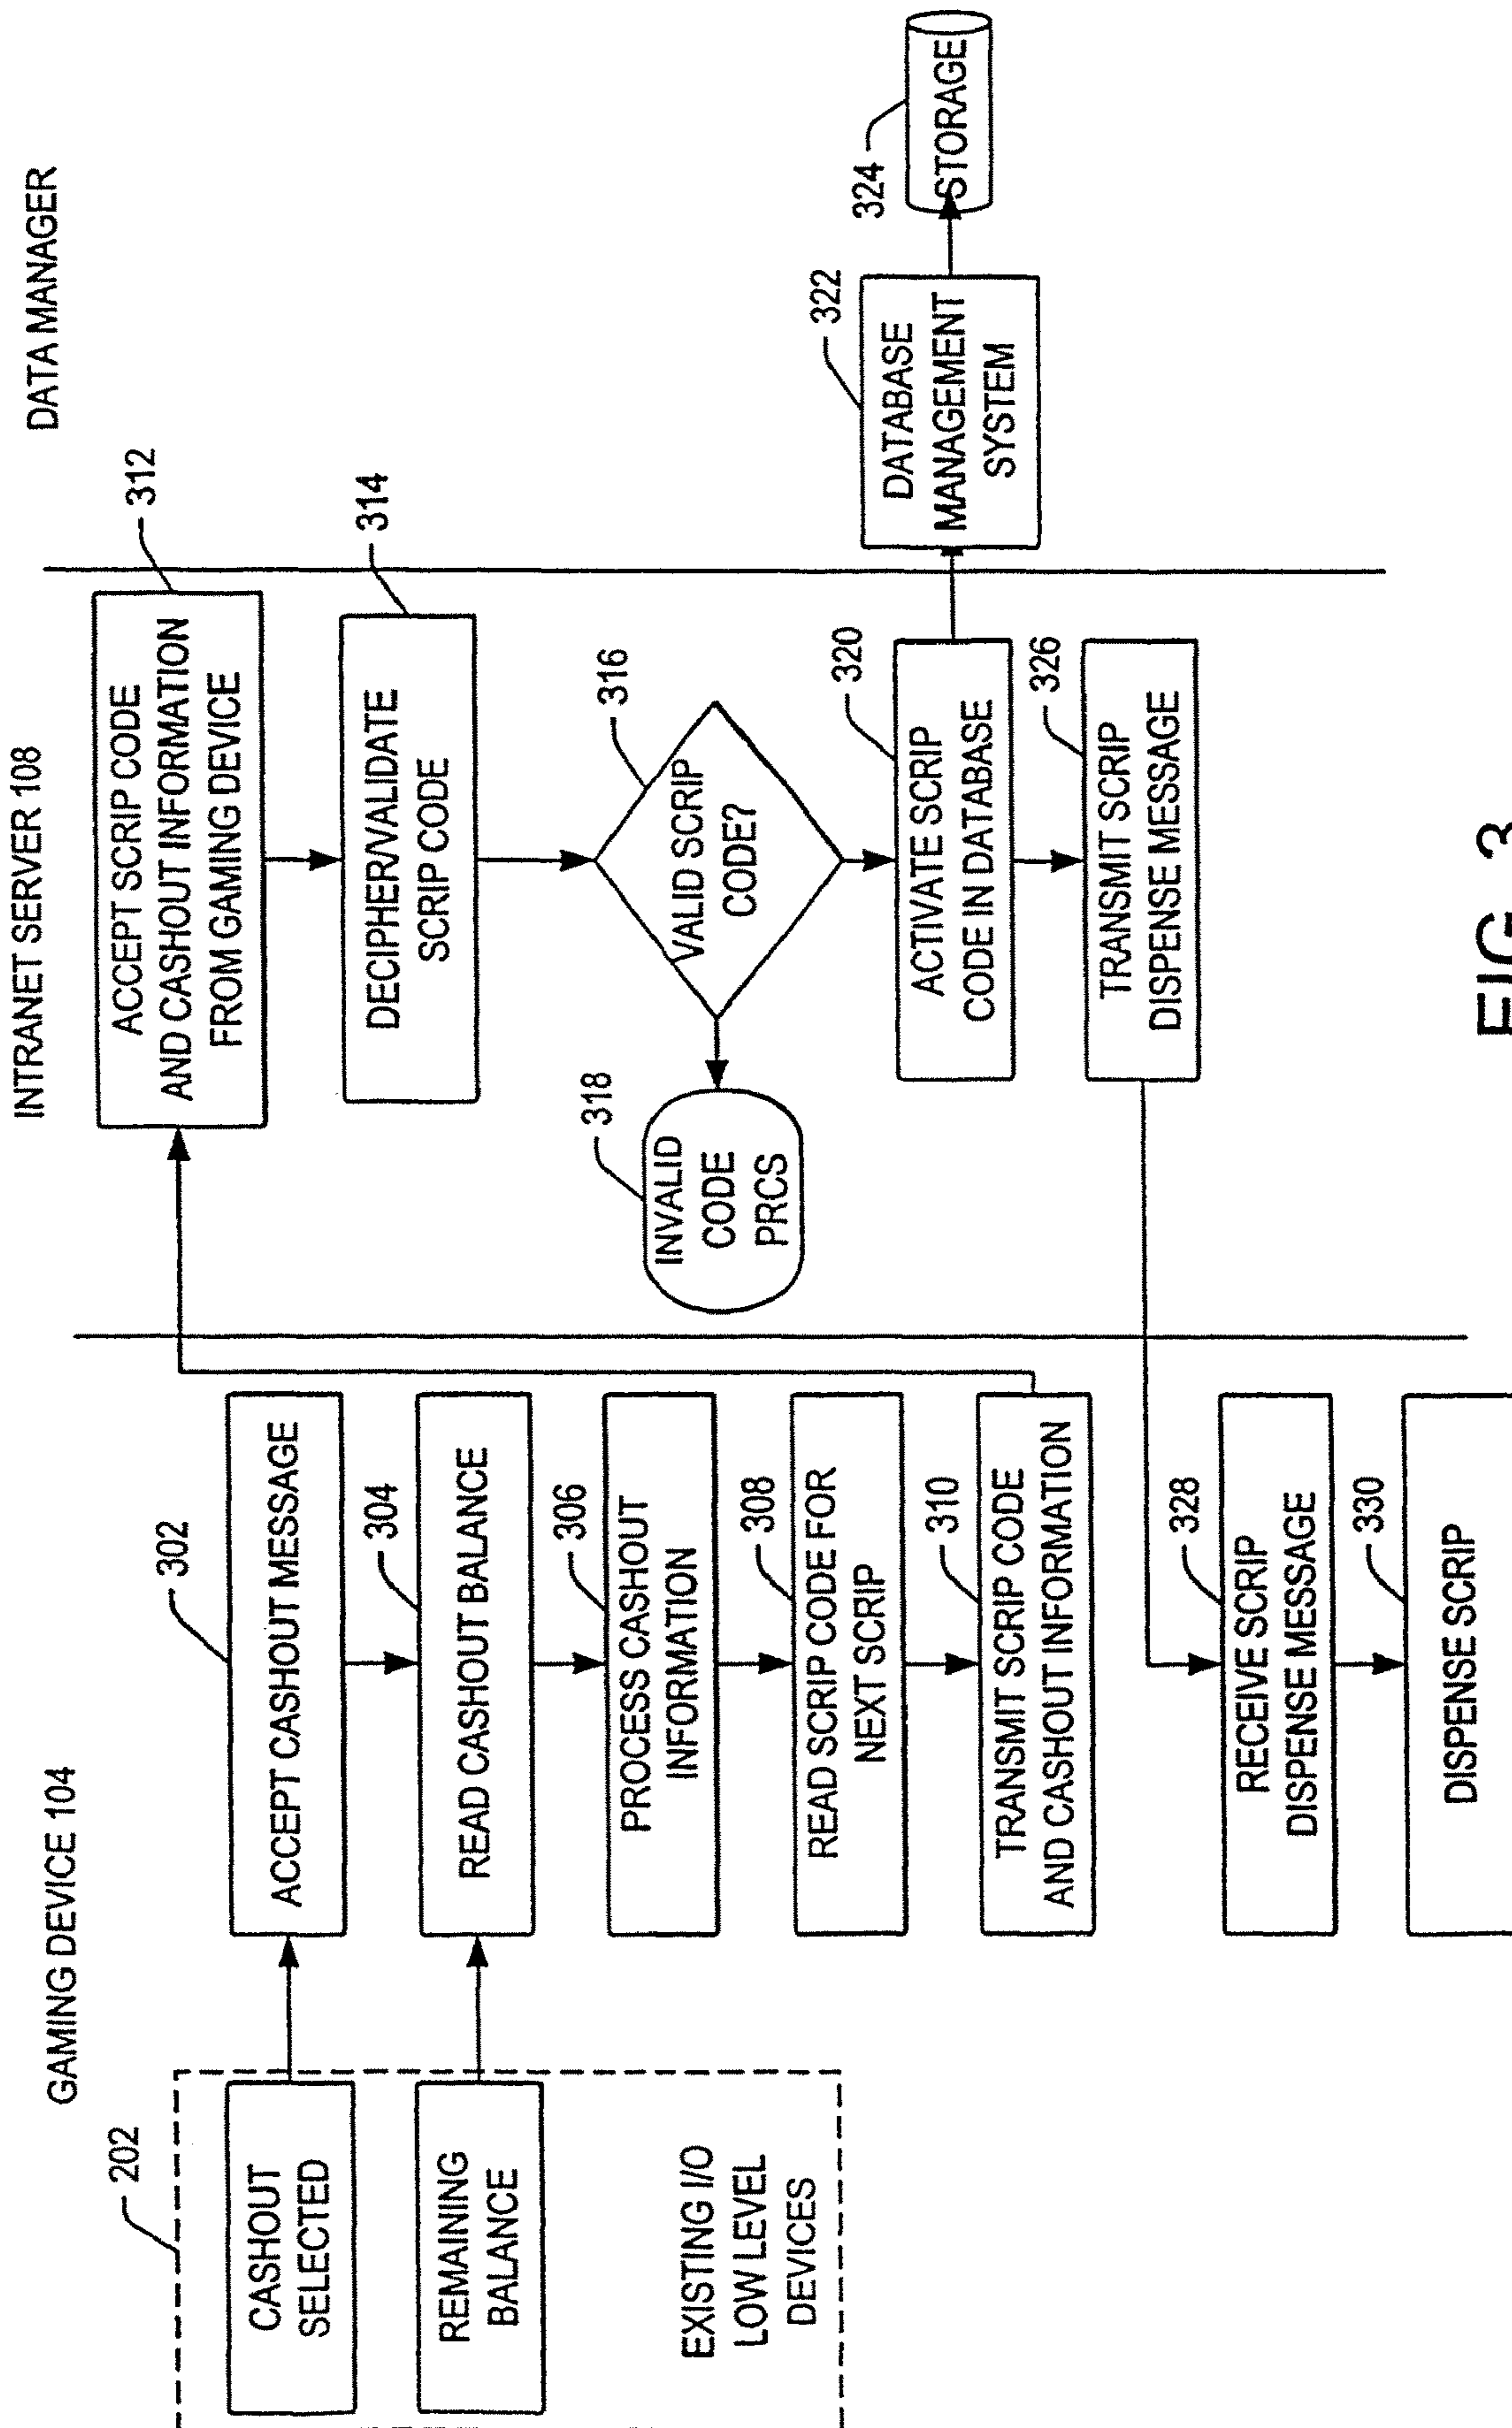 GAMING DEVICE 104
202
CASHOUT
SELECTED
REMAINING
BALANCE
EXISTING I/O
LOW LEVEL
DEVICES
302
ACCEPT CASHOUT MESSAGE
304
READ CASHOUT BALANCE
306
PROCESS CASHOUT
INFORMATION
308
READ SCRIP CODE FOR
NEXT SCRIP
310
TRANSMIT SCRIP CODE
AND CASHOUT INFORMATION
328
RECEIVE SCRIP
DISPENSE MESSAGE
330
DISPENSE SCRIP
INTRANET SERVER 108
312
ACCEPT SCRIP CODE
AND CASHOUT INFORMATION
FROM GAMING DEVICE
314
DECIPHER/VALIDATE
SCRIP CODE
316
VALID SCRIP
CODE?
318
INVALID
CODE
PRCS
320
ACTIVATE SCRIP
CODE IN DATABASE
326
TRANSMIT SCRIP
DISPENSE MESSAGE
DATA MANAGER
322
DATABASE
MANAGEMENT
SYSTEM
324
STORAGE
FIG. 3